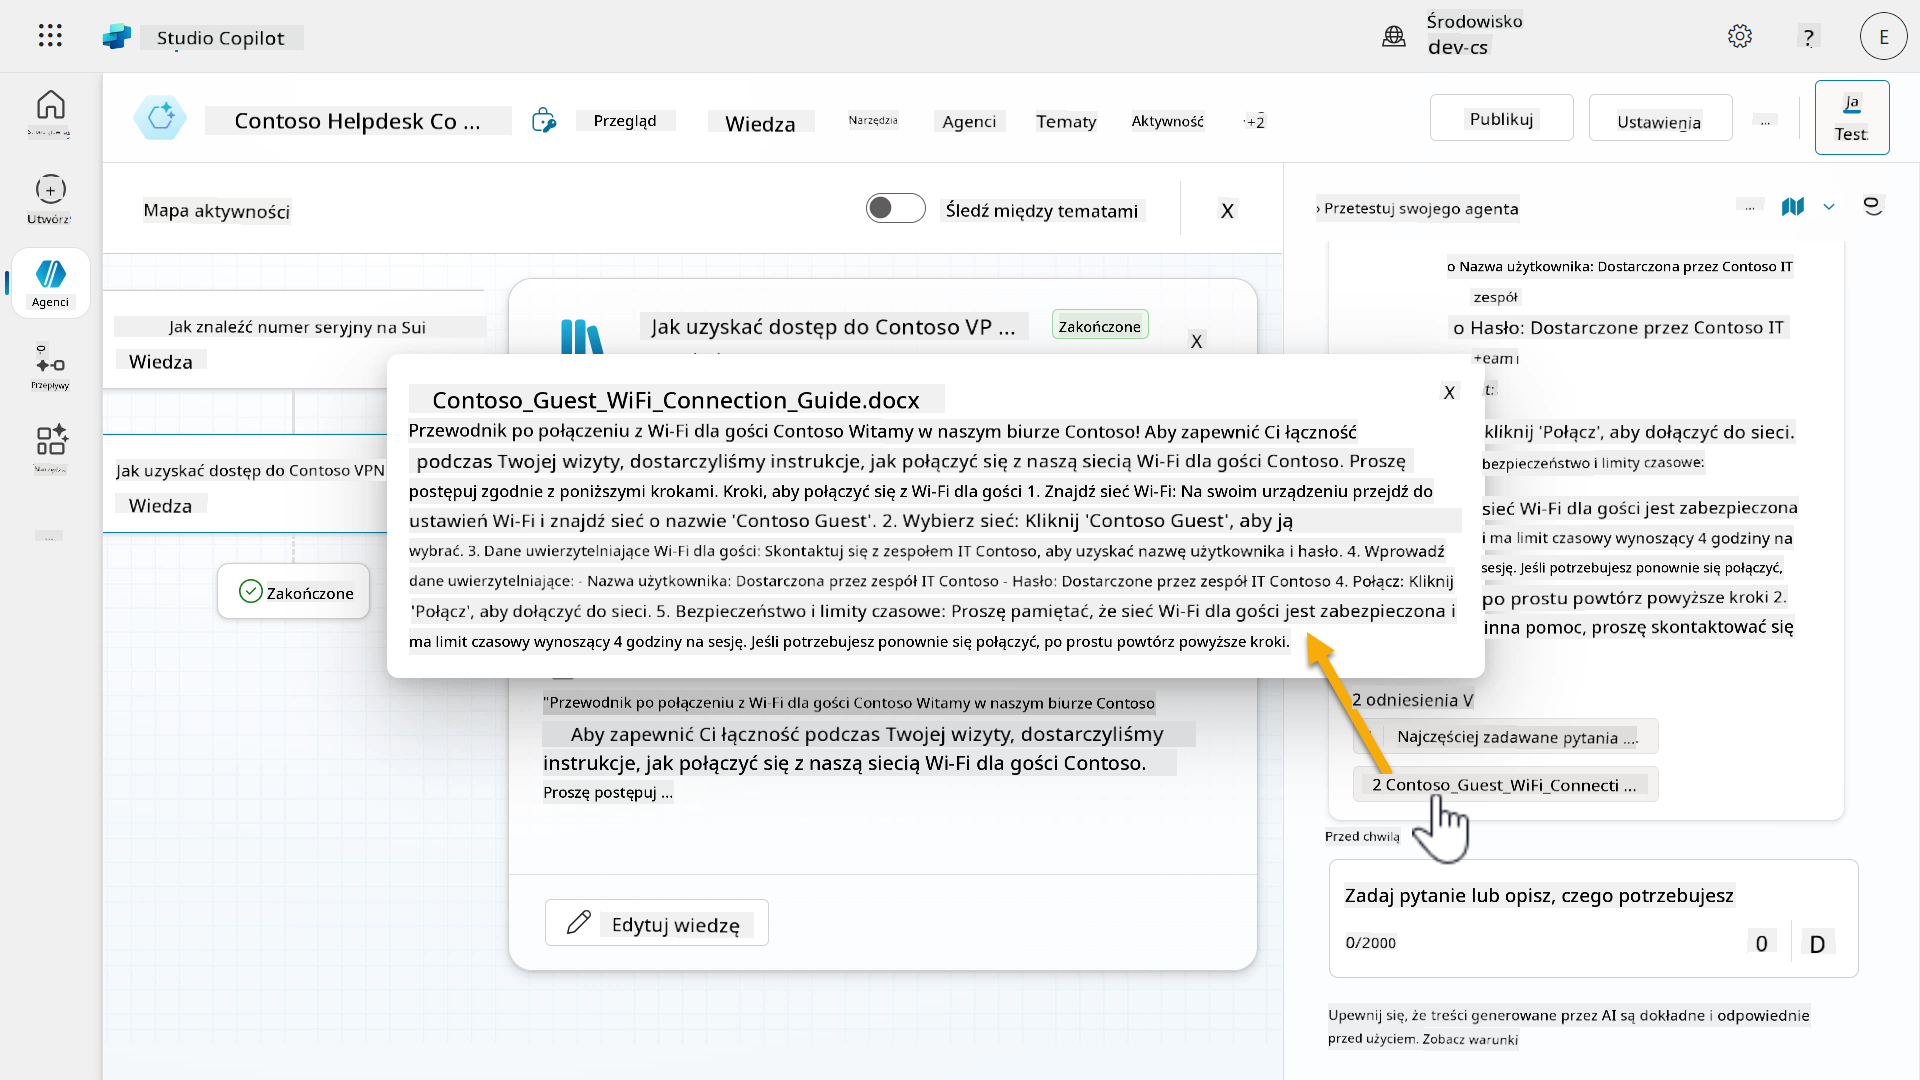 Studio Copilot
Środowisko
dev-cs
?
E
Contoso Helpdesk Co ...
Przegląd
Wiedza
Narzędzia
Agenci
Tematy
Aktywność
+2
Publikuj
Ustawienia
...
Ja
Test
Utwórz
Agenci
Przepływy
...
Mapa aktywności
Śledź między tematami
X
› Przetestuj swojego agenta
...
Jak znaleźć numer seryjny na Sui
Wiedza
Jak uzyskać dostęp do Contoso VPN
Wiedza
Zakończone
Jak uzyskać dostęp do Contoso VP ...
Zakończone
X
Contoso_Guest_WiFi_Connection_Guide.docx
X
Przewodnik po połączeniu z Wi-Fi dla gości Contoso Witamy w naszym biurze Contoso! Aby zapewnić Ci łączność
podczas Twojej wizyty, dostarczyliśmy instrukcje, jak połączyć się z naszą siecią Wi-Fi dla gości Contoso. Proszę
postępuj zgodnie z poniższymi krokami. Kroki, aby połączyć się z Wi-Fi dla gości 1. Znajdź sieć Wi-Fi: Na swoim urządzeniu przejdź do
ustawień Wi-Fi i znajdź sieć o nazwie 'Contoso Guest'. 2. Wybierz sieć: Kliknij 'Contoso Guest', aby ją
wybrać. 3. Dane uwierzytelniające Wi-Fi dla gości: Skontaktuj się z zespołem IT Contoso, aby uzyskać nazwę użytkownika i hasło. 4. Wprowadź
dane uwierzytelniające: - Nazwa użytkownika: Dostarczona przez zespół IT Contoso - Hasło: Dostarczone przez zespół IT Contoso 4. Połącz: Kliknij
'Połącz', aby dołączyć do sieci. 5. Bezpieczeństwo i limity czasowe: Proszę pamiętać, że sieć Wi-Fi dla gości jest zabezpieczona i
ma limit czasowy wynoszący 4 godziny na sesję. Jeśli potrzebujesz ponownie się połączyć, po prostu powtórz powyższe kroki.
"Przewodnik po połączeniu z Wi-Fi dla gości Contoso Witamy w naszym biurze Contoso
Aby zapewnić Ci łączność podczas Twojej wizyty, dostarczyliśmy
instrukcje, jak połączyć się z naszą siecią Wi-Fi dla gości Contoso.
Proszę postępuj ...
Edytuj wiedzę
o Nazwa użytkownika: Dostarczona przez Contoso IT
zespół
o Hasło: Dostarczone przez Contoso IT
+eam
kliknij 'Połącz', aby dołączyć do sieci.
bezpieczeństwo i limity czasowe:
sieć Wi-Fi dla gości jest zabezpieczona
i ma limit czasowy wynoszący 4 godziny na
sesję. Jeśli potrzebujesz ponownie się połączyć,
po prostu powtórz powyższe kroki 2.
inna pomoc, proszę skontaktować się
2 odniesienia V
Najczęściej zadawane pytania ...
2 Contoso_Guest_WiFi_Connecti ...
Przed chwilą
Zadaj pytanie lub opisz, czego potrzebujesz
0/2000
0
D
Upewnij się, że treści generowane przez AI są dokładne i odpowiednie
przed użyciem. Zobacz warunki